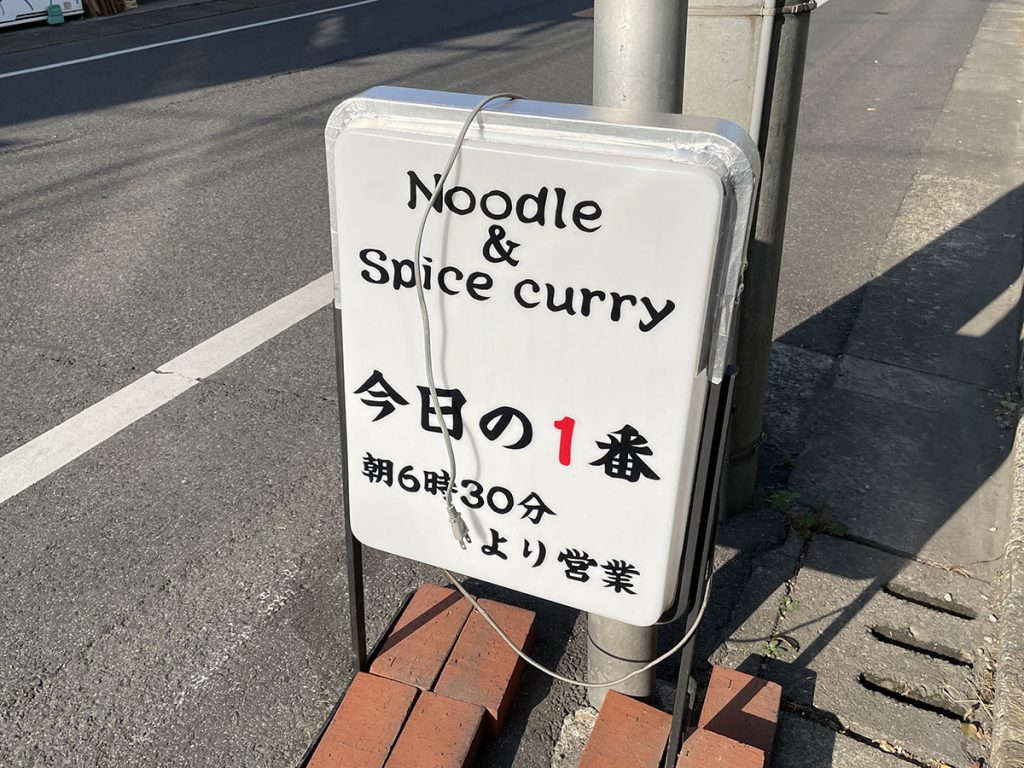 Noodle
&
Spice curry
今日の1番
朝6時30分
より営業